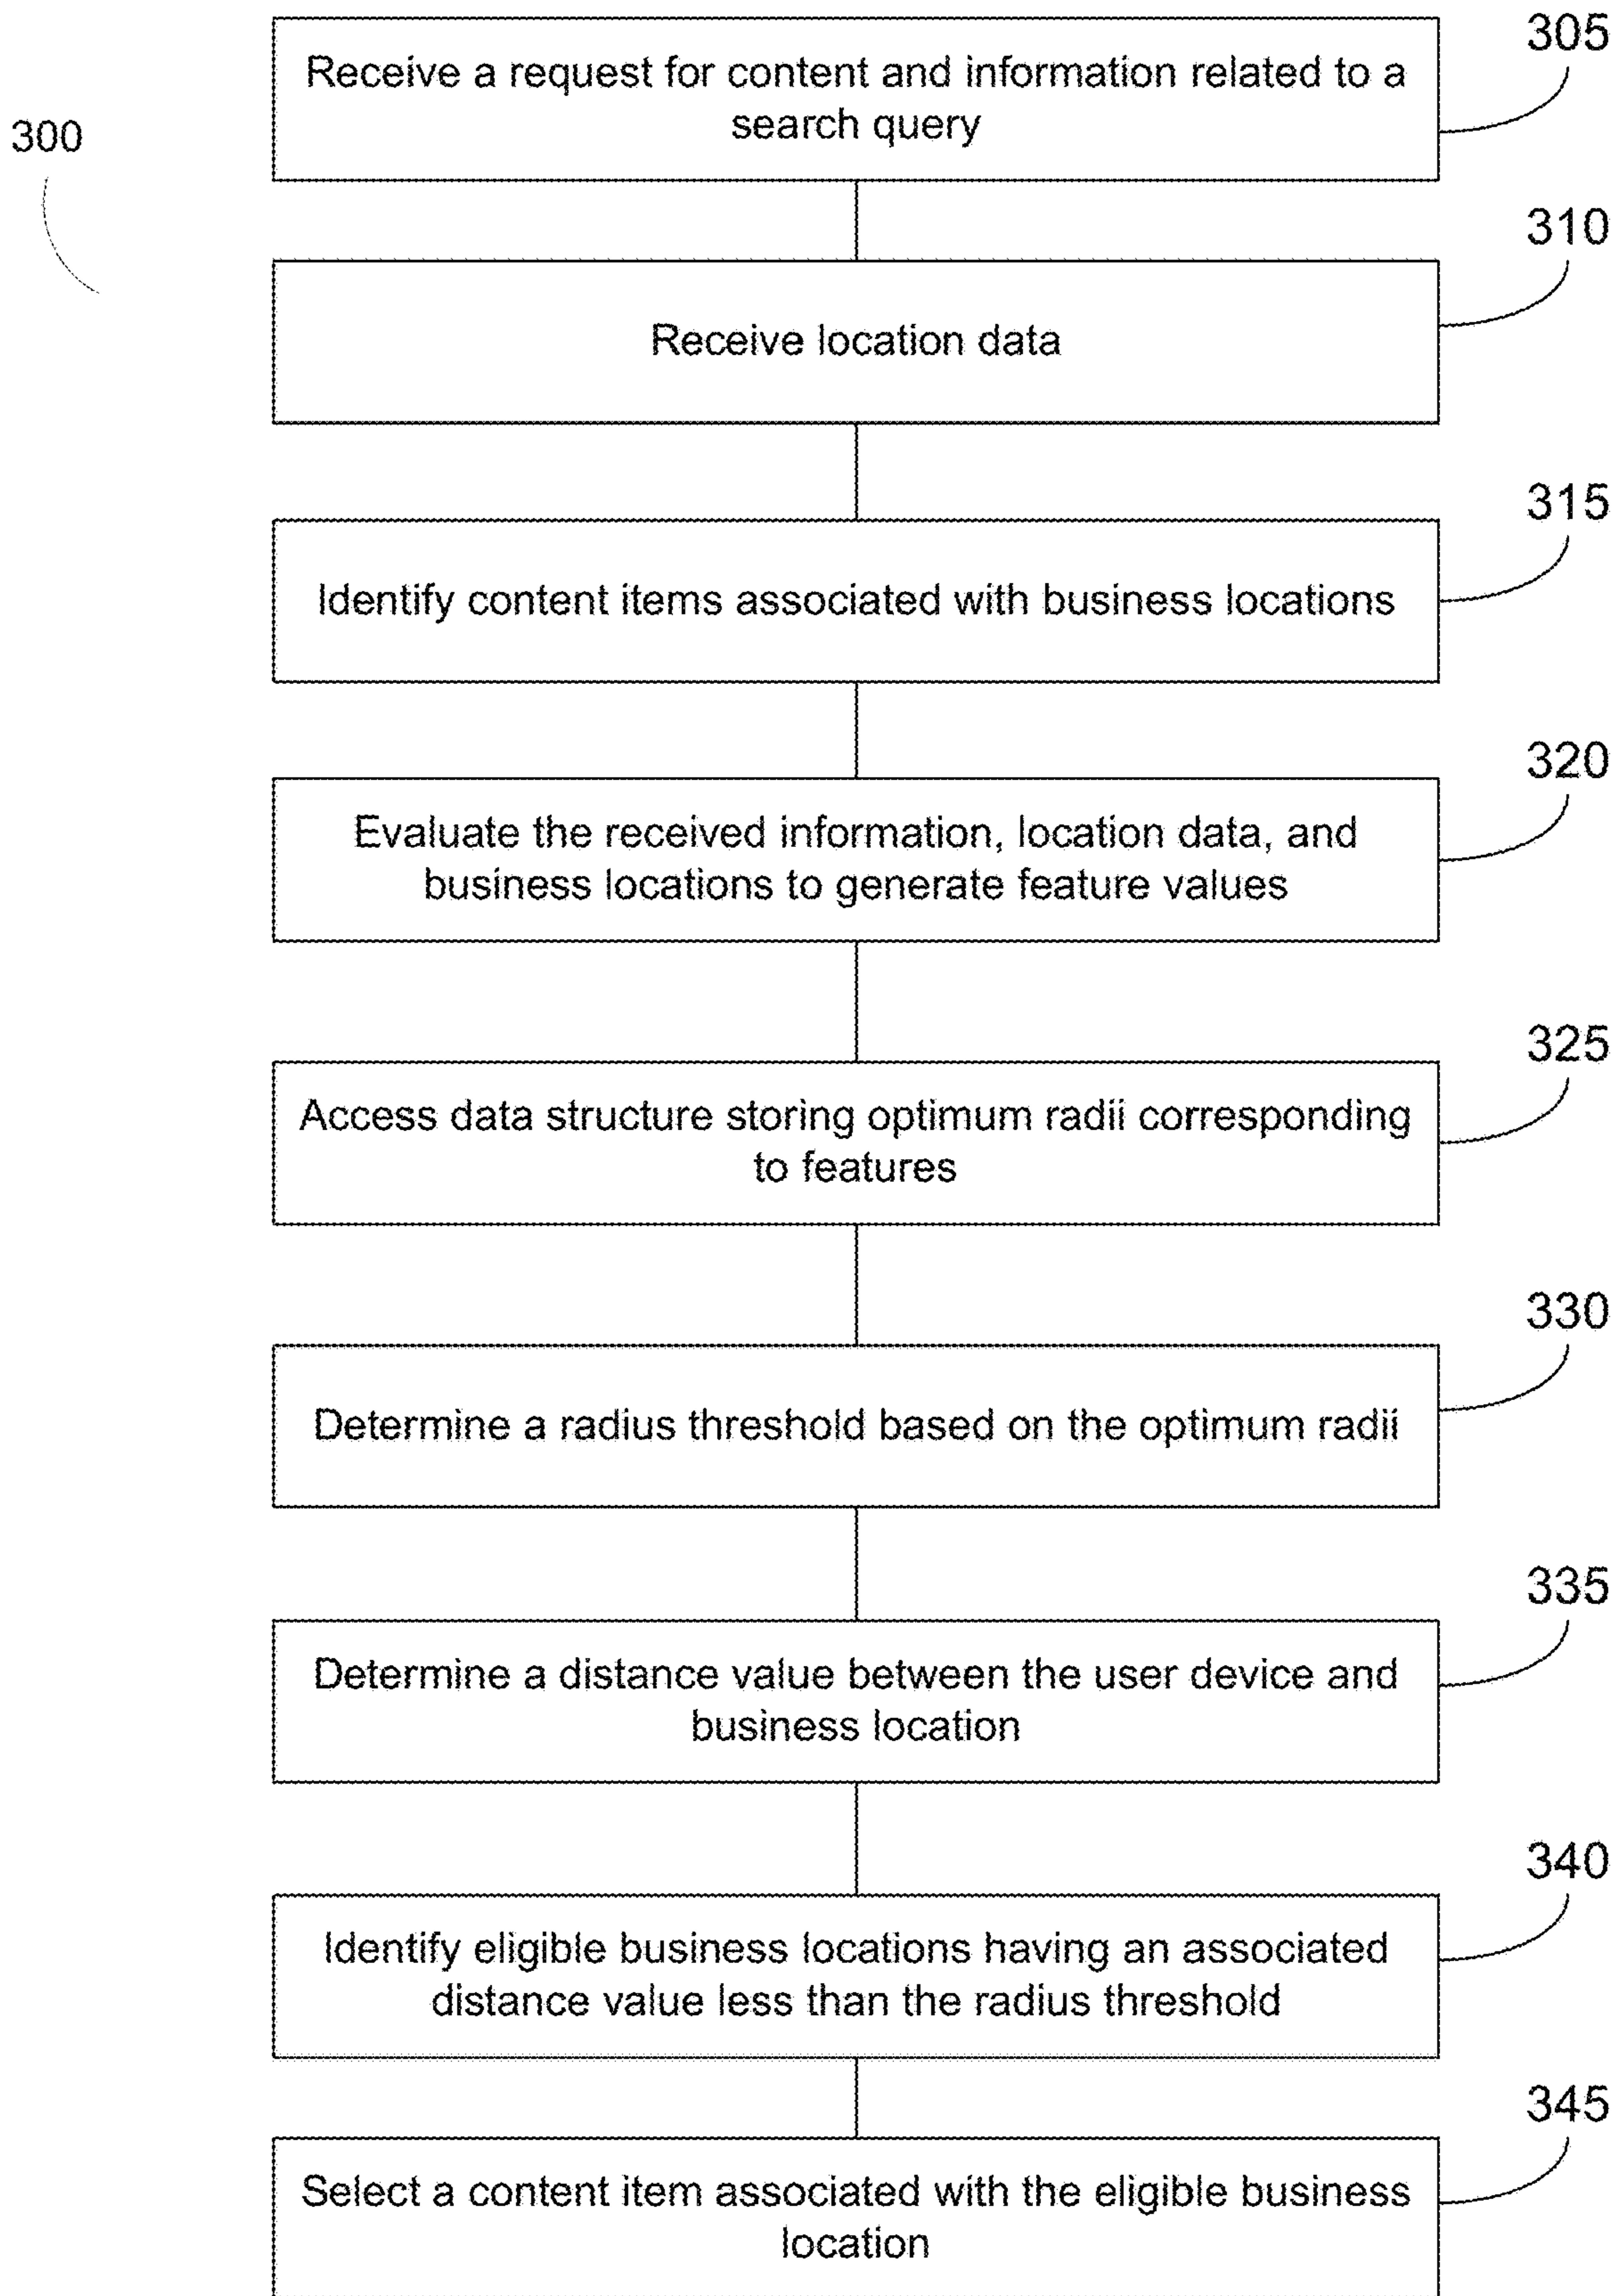 305
Receive a request for content and information related to a
search query
300
310
Receive location data
315
Identify content items associated with business locations
320
Evaluate the received information, location data, and
business locations to generate feature values
325
Access data structure storing optimum radii corresponding
to features
330
Determine a radius threshold based on the optimum radii
335
Determine a distance value between the user device and
business location
340
Identify eligible business locations having an associated
distance value less than the radius threshold
345
Select a content item associated with the eligible business
location